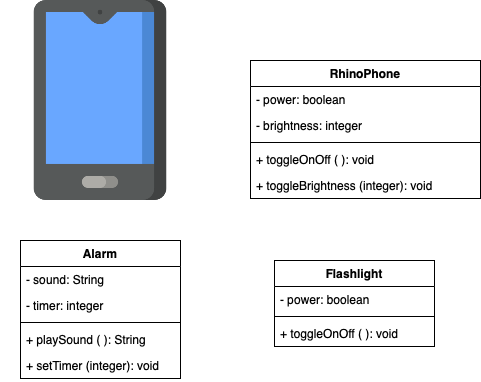 RhinoPhone
- power: boolean
- brightness: integer
+ toggleOnOff ( ): void
+ toggleBrightness (integer): void
Alarm
- sound: String
- timer: integer
+ playSound ( ): String
+ setTimer (integer): void
Flashlight
- power: boolean
+ toggleOnOff ( ): void